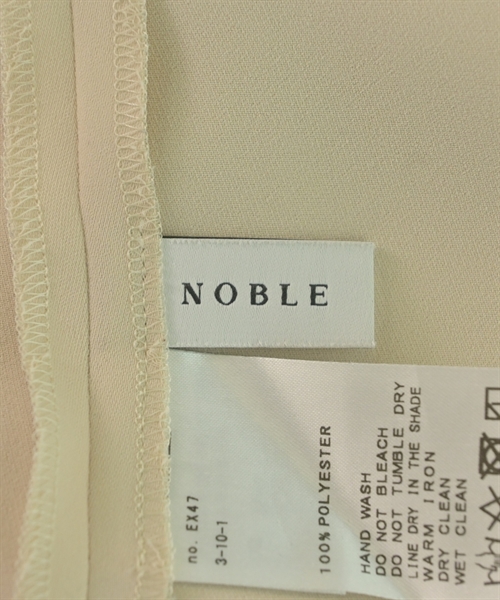 NOBLE
no. EX47
3-10-1
100% POLYESTER
HAND WASH
DO NOT BLEACH
DO NOT TUMBLE DRY
LINE DRY IN THE SHADE
WARM IRON
DRY CLEAN
WET CLEAN